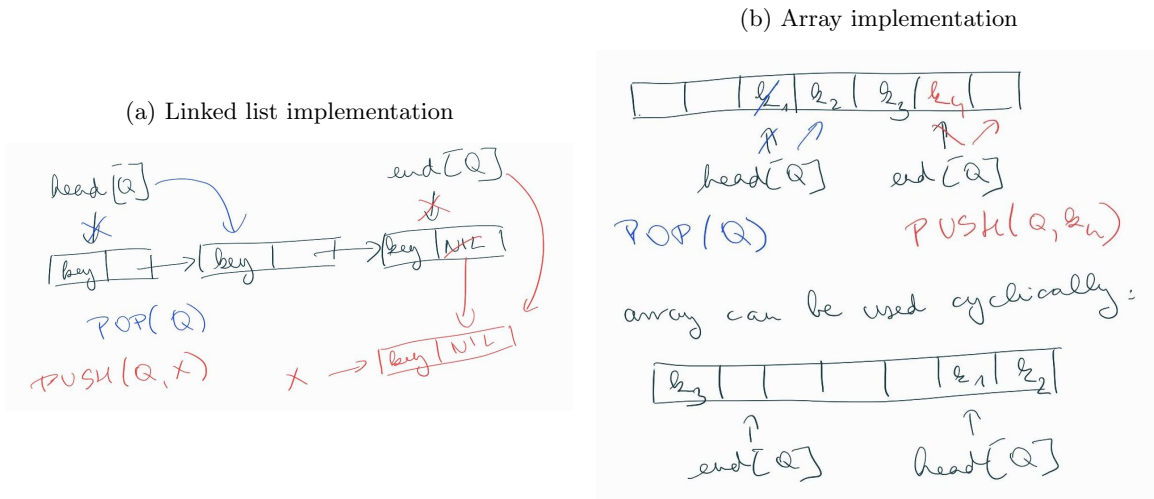 (a) Linked list implementation
head[Q]
end[Q]
key
key
key NIL
POP(Q)
PUSH(Q,x)
x
key NIL
(b) Array implementation
k₁ k₂ k₃ k₄
head[Q] end[Q]
POP(Q) PUSH(Q,k₄)
array can be used cyclically:
k₃ k₁ k₂
end[Q] head[Q]